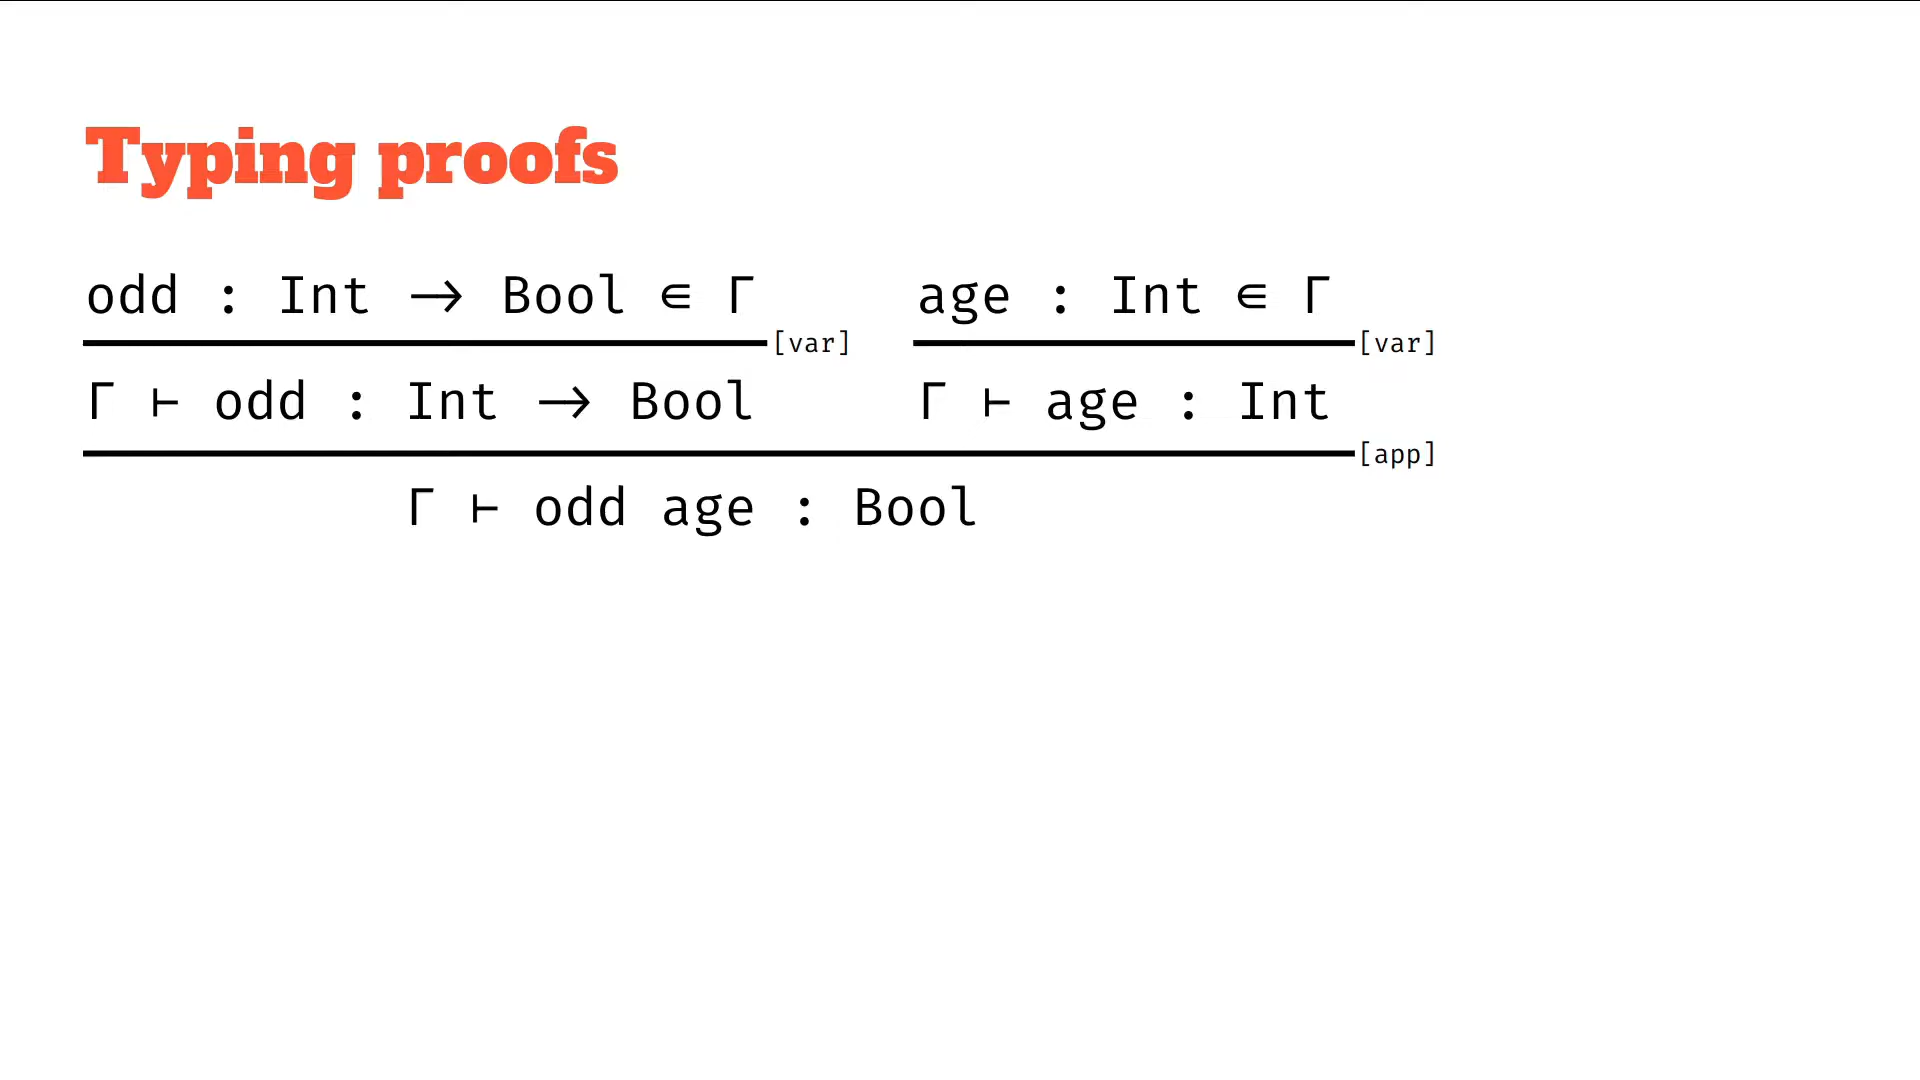 Typing proofs
odd : Int → Bool ∈ Γ
age : Int ∈ Γ
[var]
[var]
Γ ⊢ odd : Int → Bool
Γ ⊢ age : Int
[app]
Γ ⊢ odd age : Bool